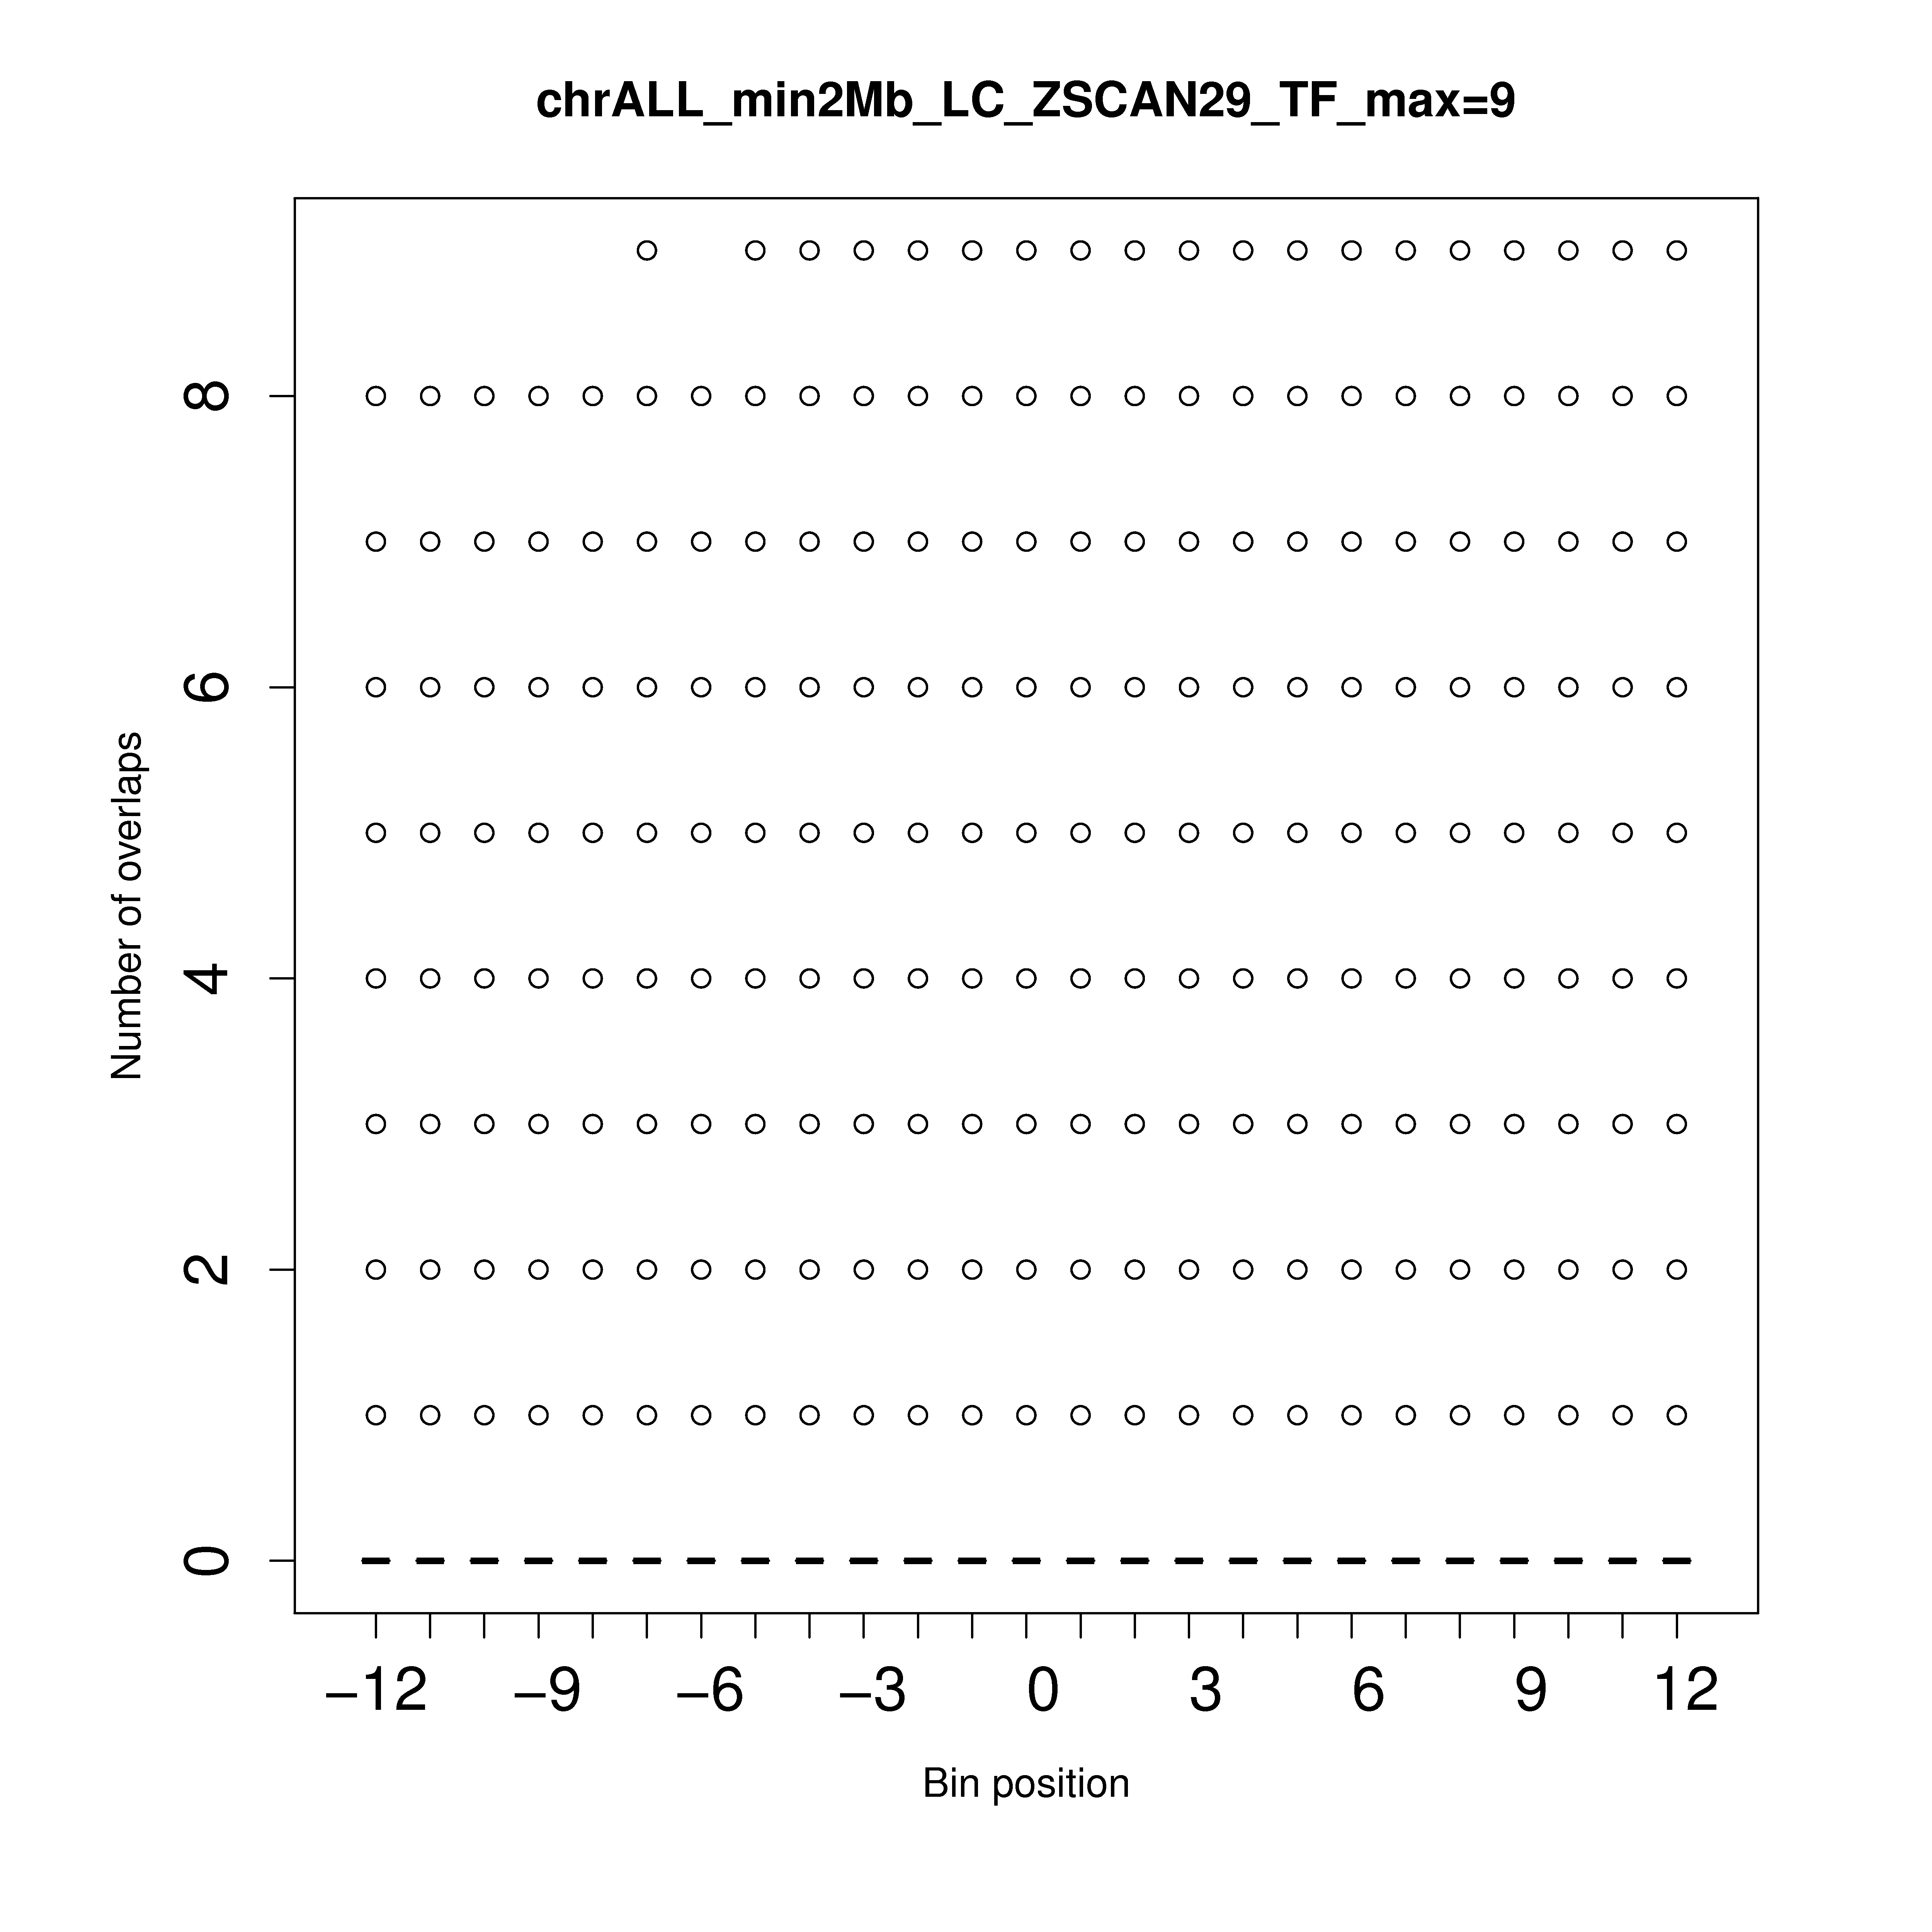 chrALL_min2Mb_LC_ZSCAN29_TF_max=9
8
6
4
2
0
Number of overlaps
−12 −9 −6 −3 0 3 6 9 12
Bin position